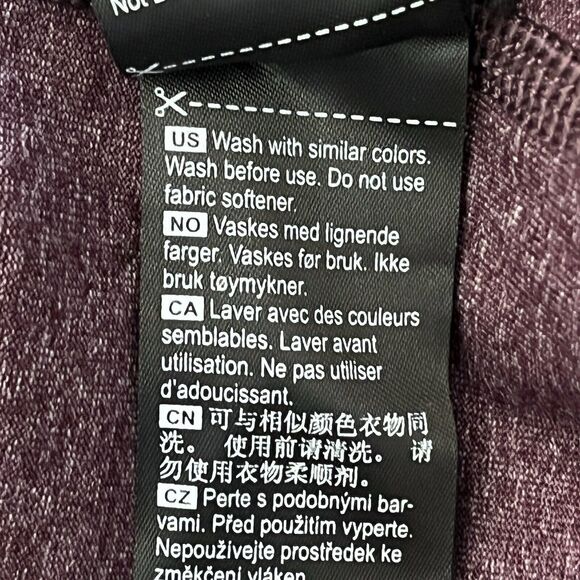 Not
US Wash with similar colors.
Wash before use. Do not use
fabric softener.
NO Vaskes med lignende
farger. Vaskes før bruk. Ikke
bruk tøymykner.
CA Laver avec des couleurs
semblables. Laver avant
utilisation. Ne pas utiliser
d'adoucissant.
CN 可与相似颜色衣物同
洗。 使用前请清洗。 请
勿使用衣物柔顺剂。
CZ Perte s podobnými bar-
vami. Před použitím vyperte.
Nepoužívejte prostředek ke
změkčení vláken